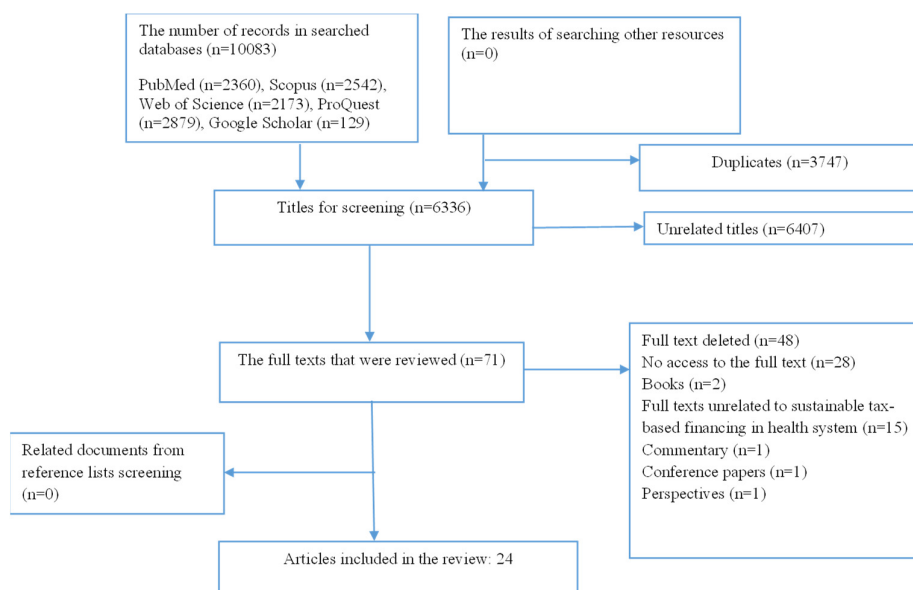 The number of records in searched
databases (n=10083)
PubMed (n=2360), Scopus (n=2542),
Web of Science (n=2173), ProQuest
(n=2879), Google Scholar (n=129)
The results of searching other resources
(n=0)
Duplicates (n=3747)
Titles for screening (n=6336)
Unrelated titles (n=6407)
The full texts that were reviewed (n=71)
Full text deleted (n=48)
No access to the full text (n=28)
Books (n=2)
Full texts unrelated to sustainable tax-
based financing in health system (n=15)
Commentary (n=1)
Conference papers (n=1)
Perspectives (n=1)
Related documents from
reference lists screening
(n=0)
Articles included in the review: 24